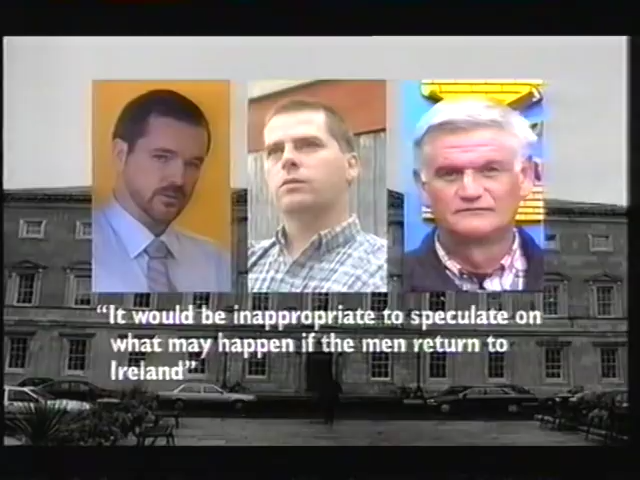 “It would be inappropriate to speculate on
what may happen if the men return to
Ireland”